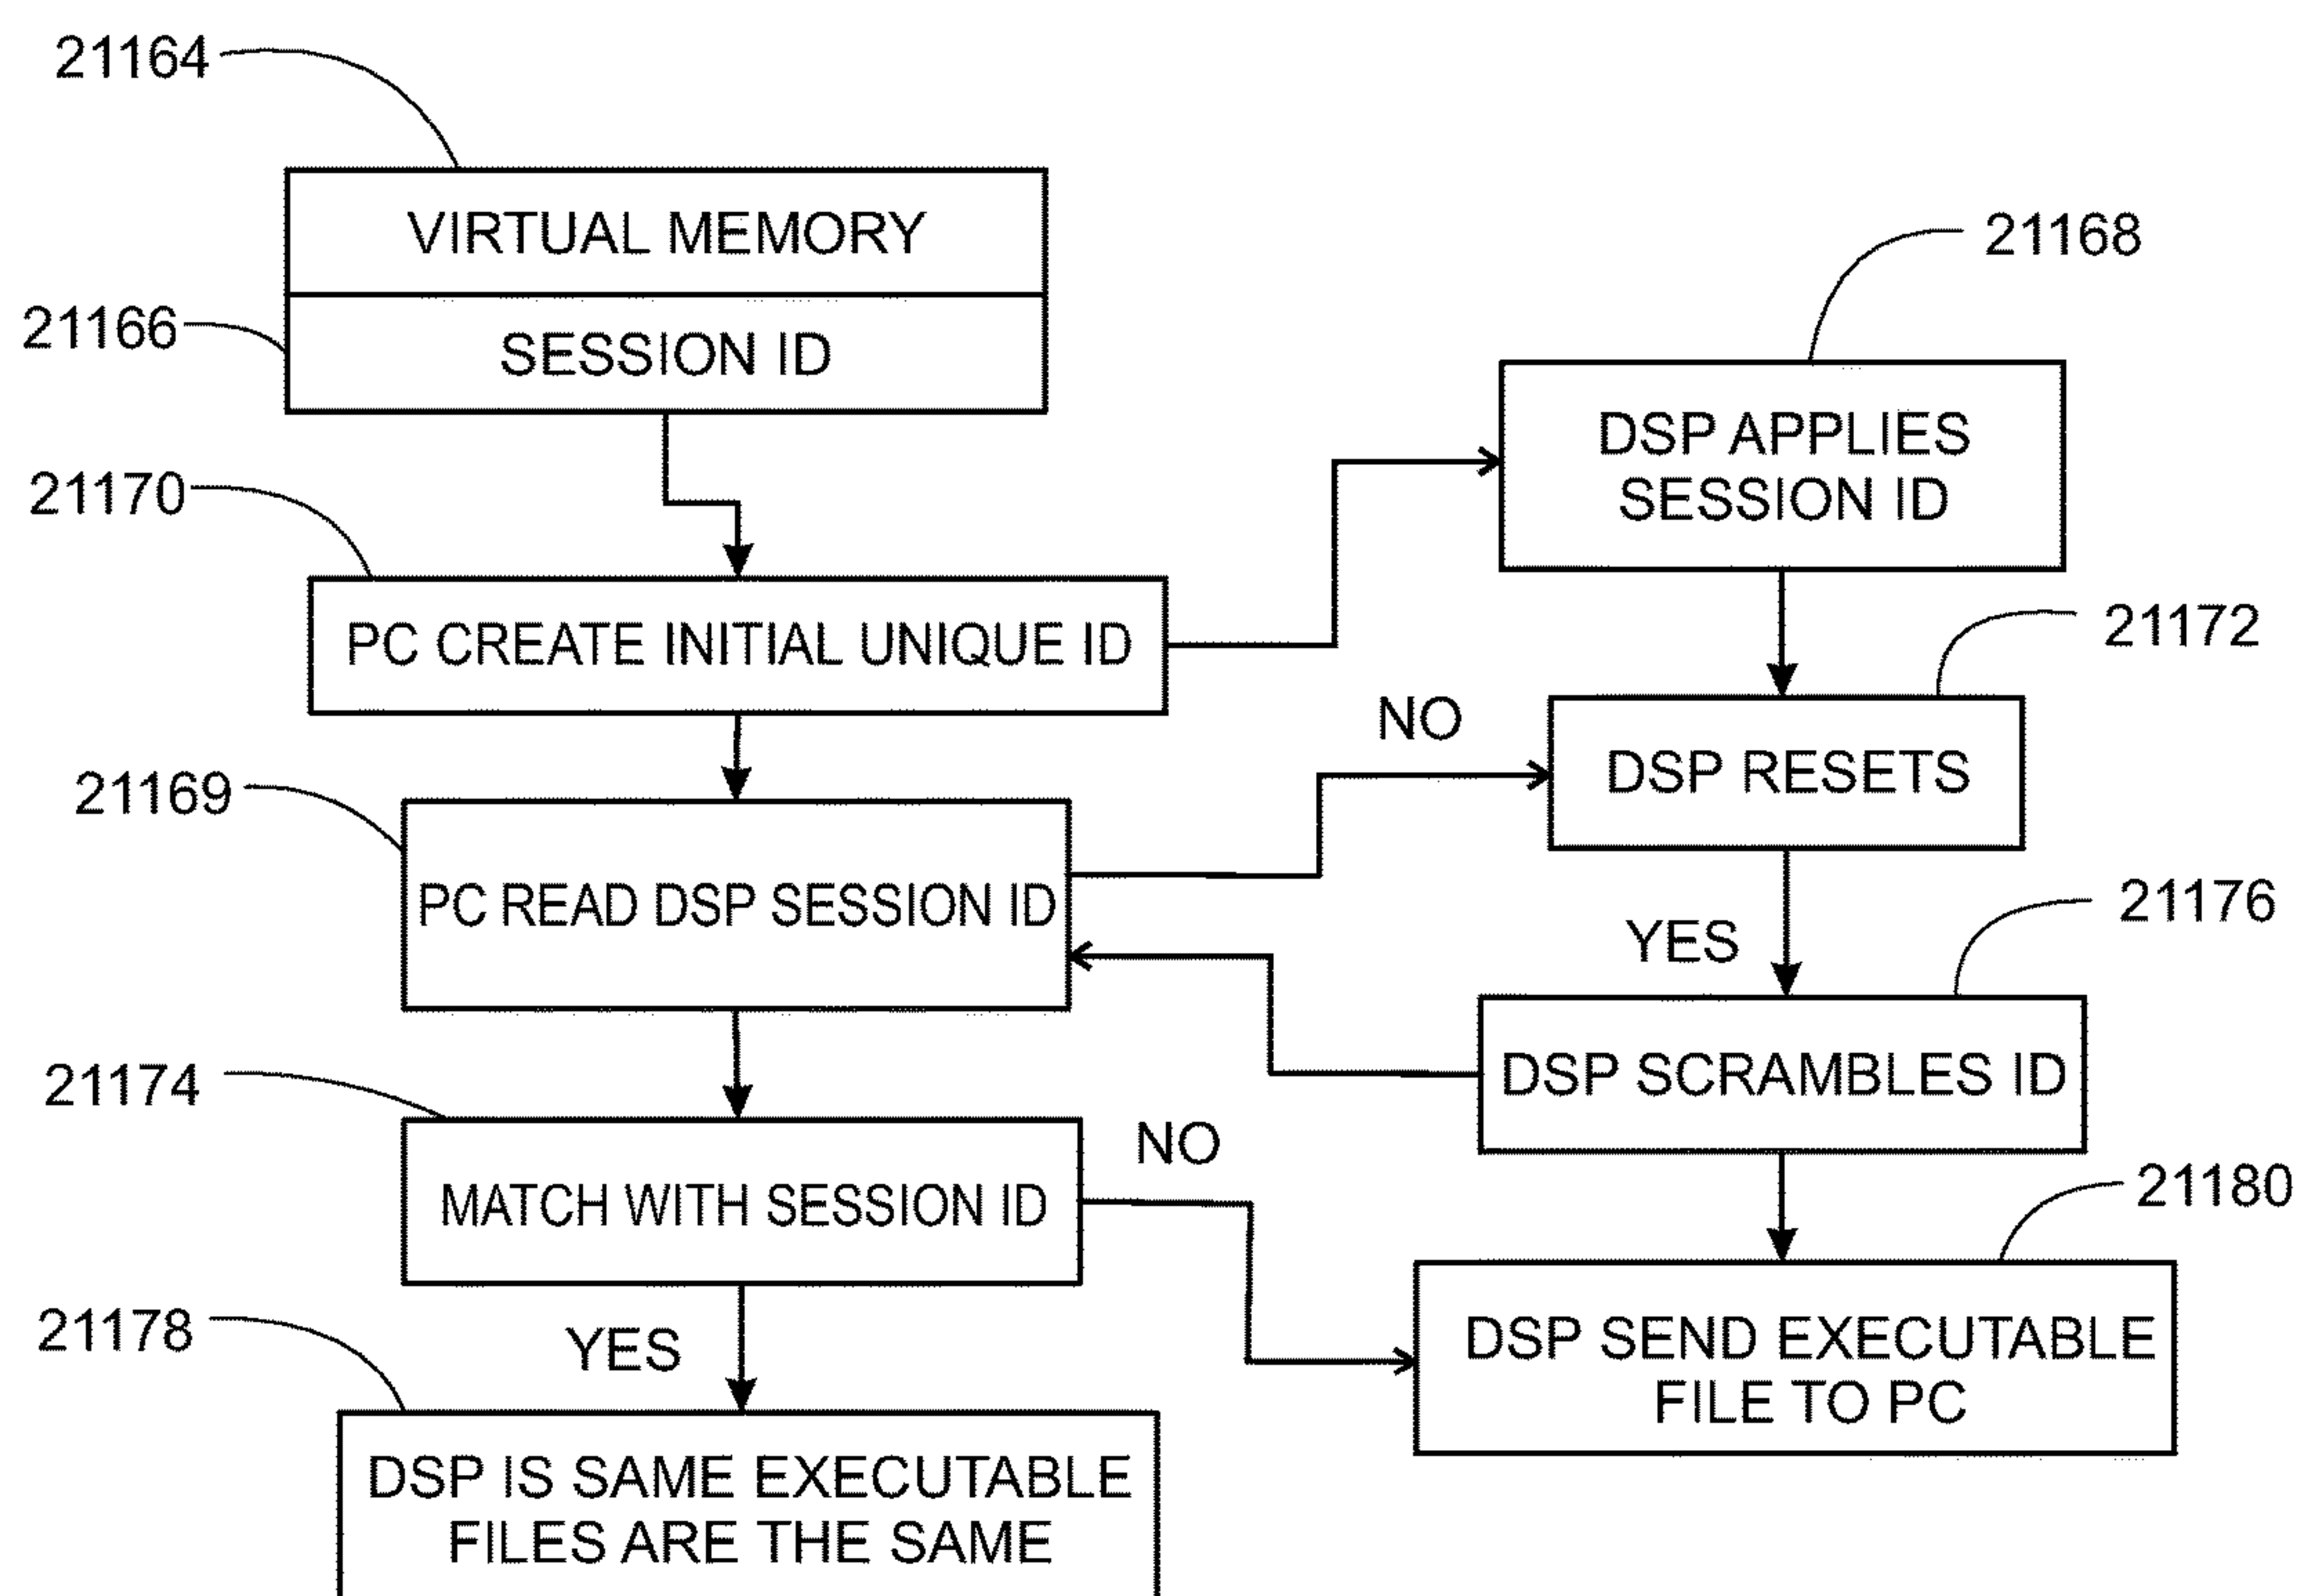 21164
VIRTUAL MEMORY
21168
21166
SESSION ID
DSP APPLIES
SESSION ID
21170
PC CREATE INITIAL UNIQUE ID
21172
NO
DSP RESETS
21169
PC READ DSP SESSION ID
21176
YES
DSP SCRAMBLES ID
21174
NO
MATCH WITH SESSION ID
21180
21178
YES
DSP SEND EXECUTABLE
FILE TO PC
DSP IS SAME EXECUTABLE
FILES ARE THE SAME